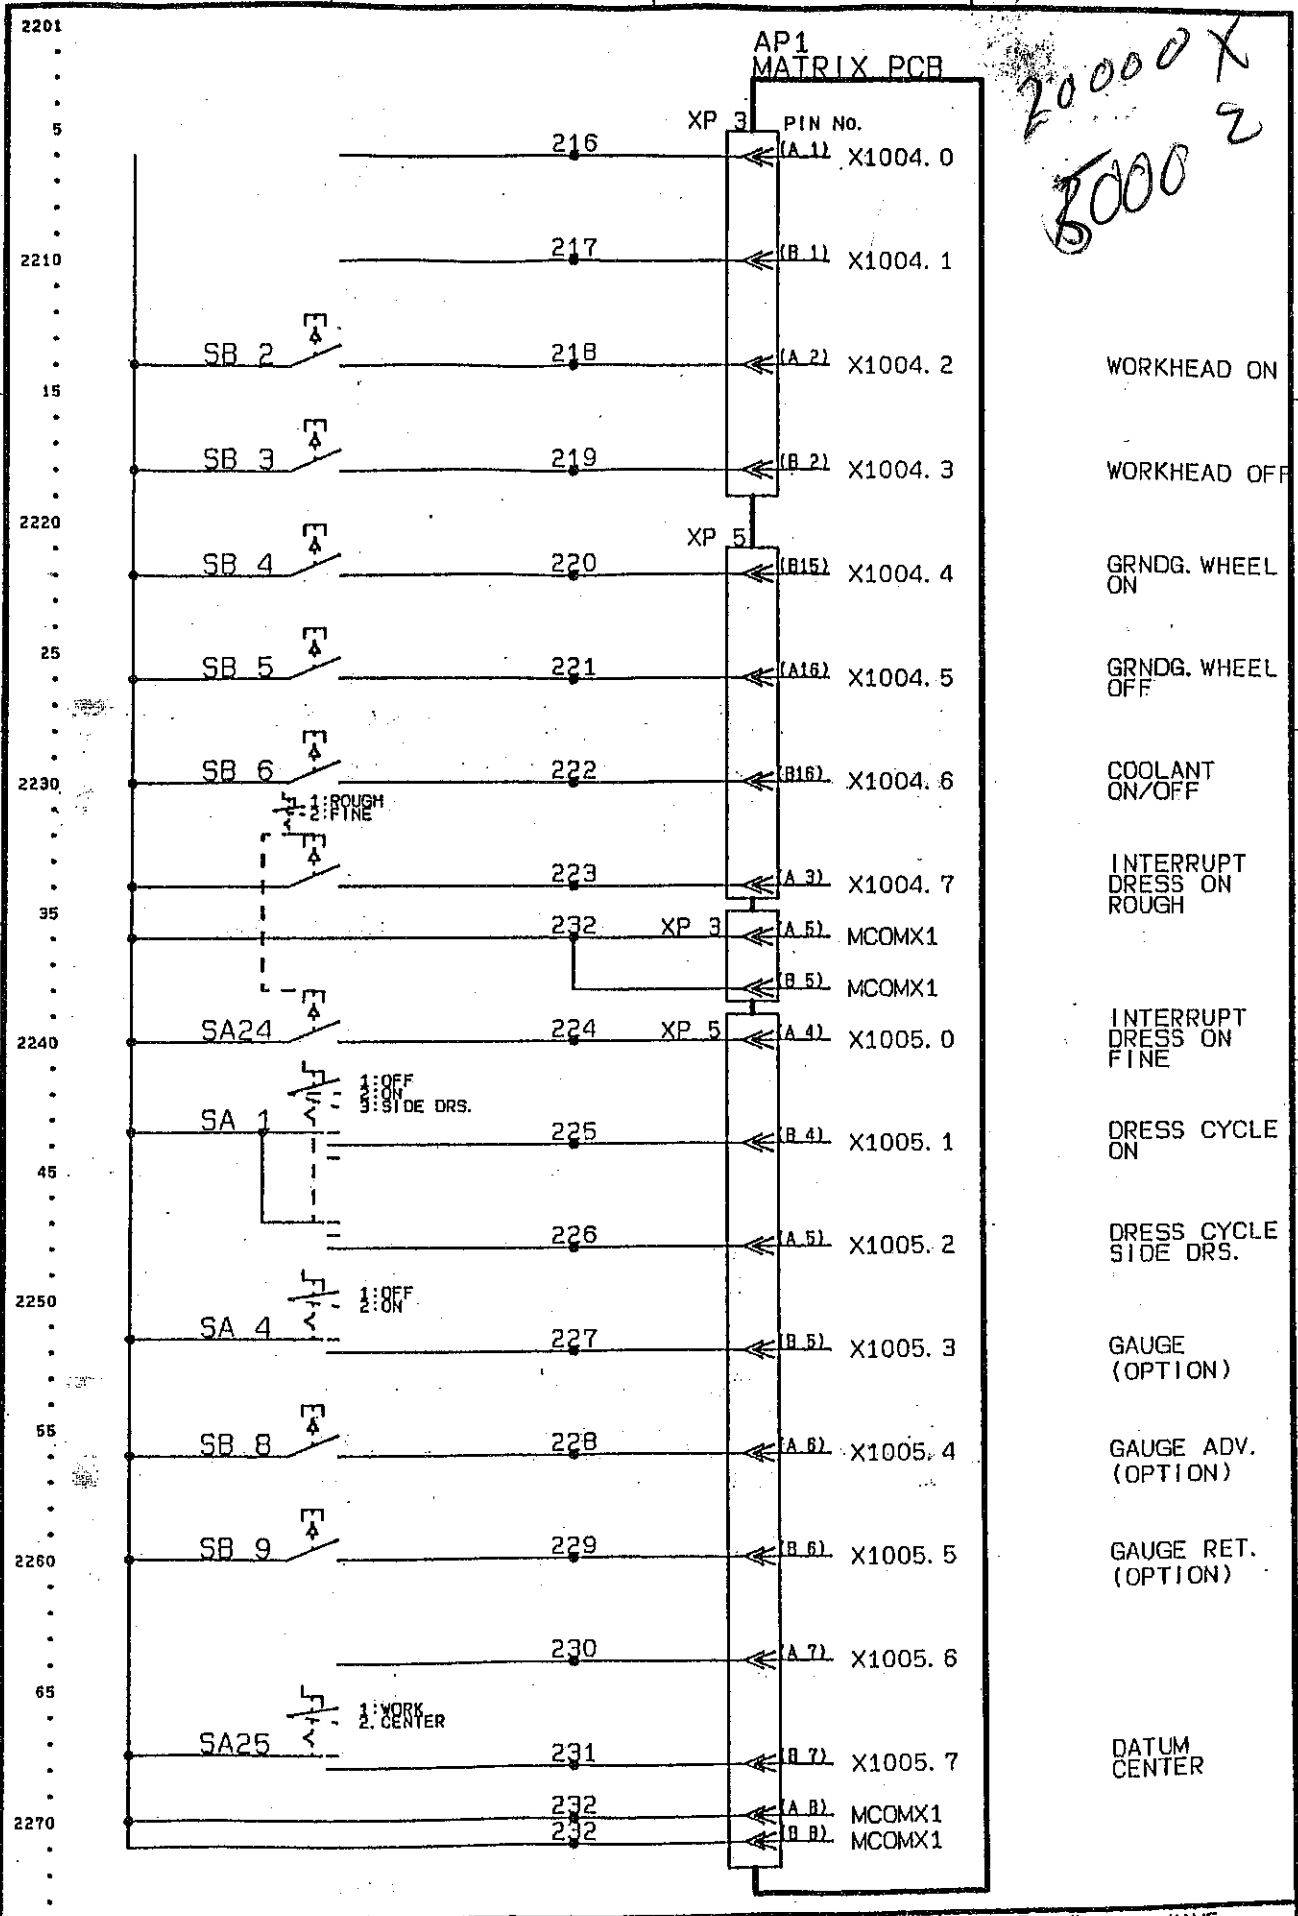 2201
AP1
MATRIX PCB
20000 X
2
5000
XP 3 PIN No.
5
216 (A 1) X1004. 0
2210 217 (B 1) X1004. 1
SB 2 218 (A 2) X1004. 2 WORKHEAD ON
15
SB 3 219 (B 2) X1004. 3 WORKHEAD OFF
2220
XP 5
SB 4 220 (B15) X1004. 4 GRNDG. WHEEL
ON
25
SB 5 221 (A16) X1004. 5 GRNDG. WHEEL
OFF
2230 SB 6 222 (B16) X1004. 6 COOLANT
ON/OFF
1:ROUGH
2:FINE
223 (A 3) X1004. 7 INTERRUPT
DRESS ON
ROUGH
35
232 XP 3 (A 5) MCOMX1
(B 5) MCOMX1
2240 SA24 224 XP 5 (A 4) X1005. 0 INTERRUPT
DRESS ON
FINE
1:OFF
2:ON
3:SIDE DRS.
SA 1 225 (B 4) X1005. 1 DRESS CYCLE
ON
45
226 (A 5) X1005. 2 DRESS CYCLE
SIDE DRS.
2250
1:OFF
2:ON
SA 4 227 (B 5) X1005. 3 GAUGE
(OPTION)
55
SB 8 228 (A 6) X1005. 4 GAUGE ADV.
(OPTION)
2260 SB 9 229 (B 6) X1005. 5 GAUGE RET.
(OPTION)
230 (A 7) X1005. 6
65
1:WORK
2. CENTER
SA25 231 (B 7) X1005. 7 DATUM
CENTER
2270 232 (A 8) MCOMX1
232 (B 8) MCOMX1